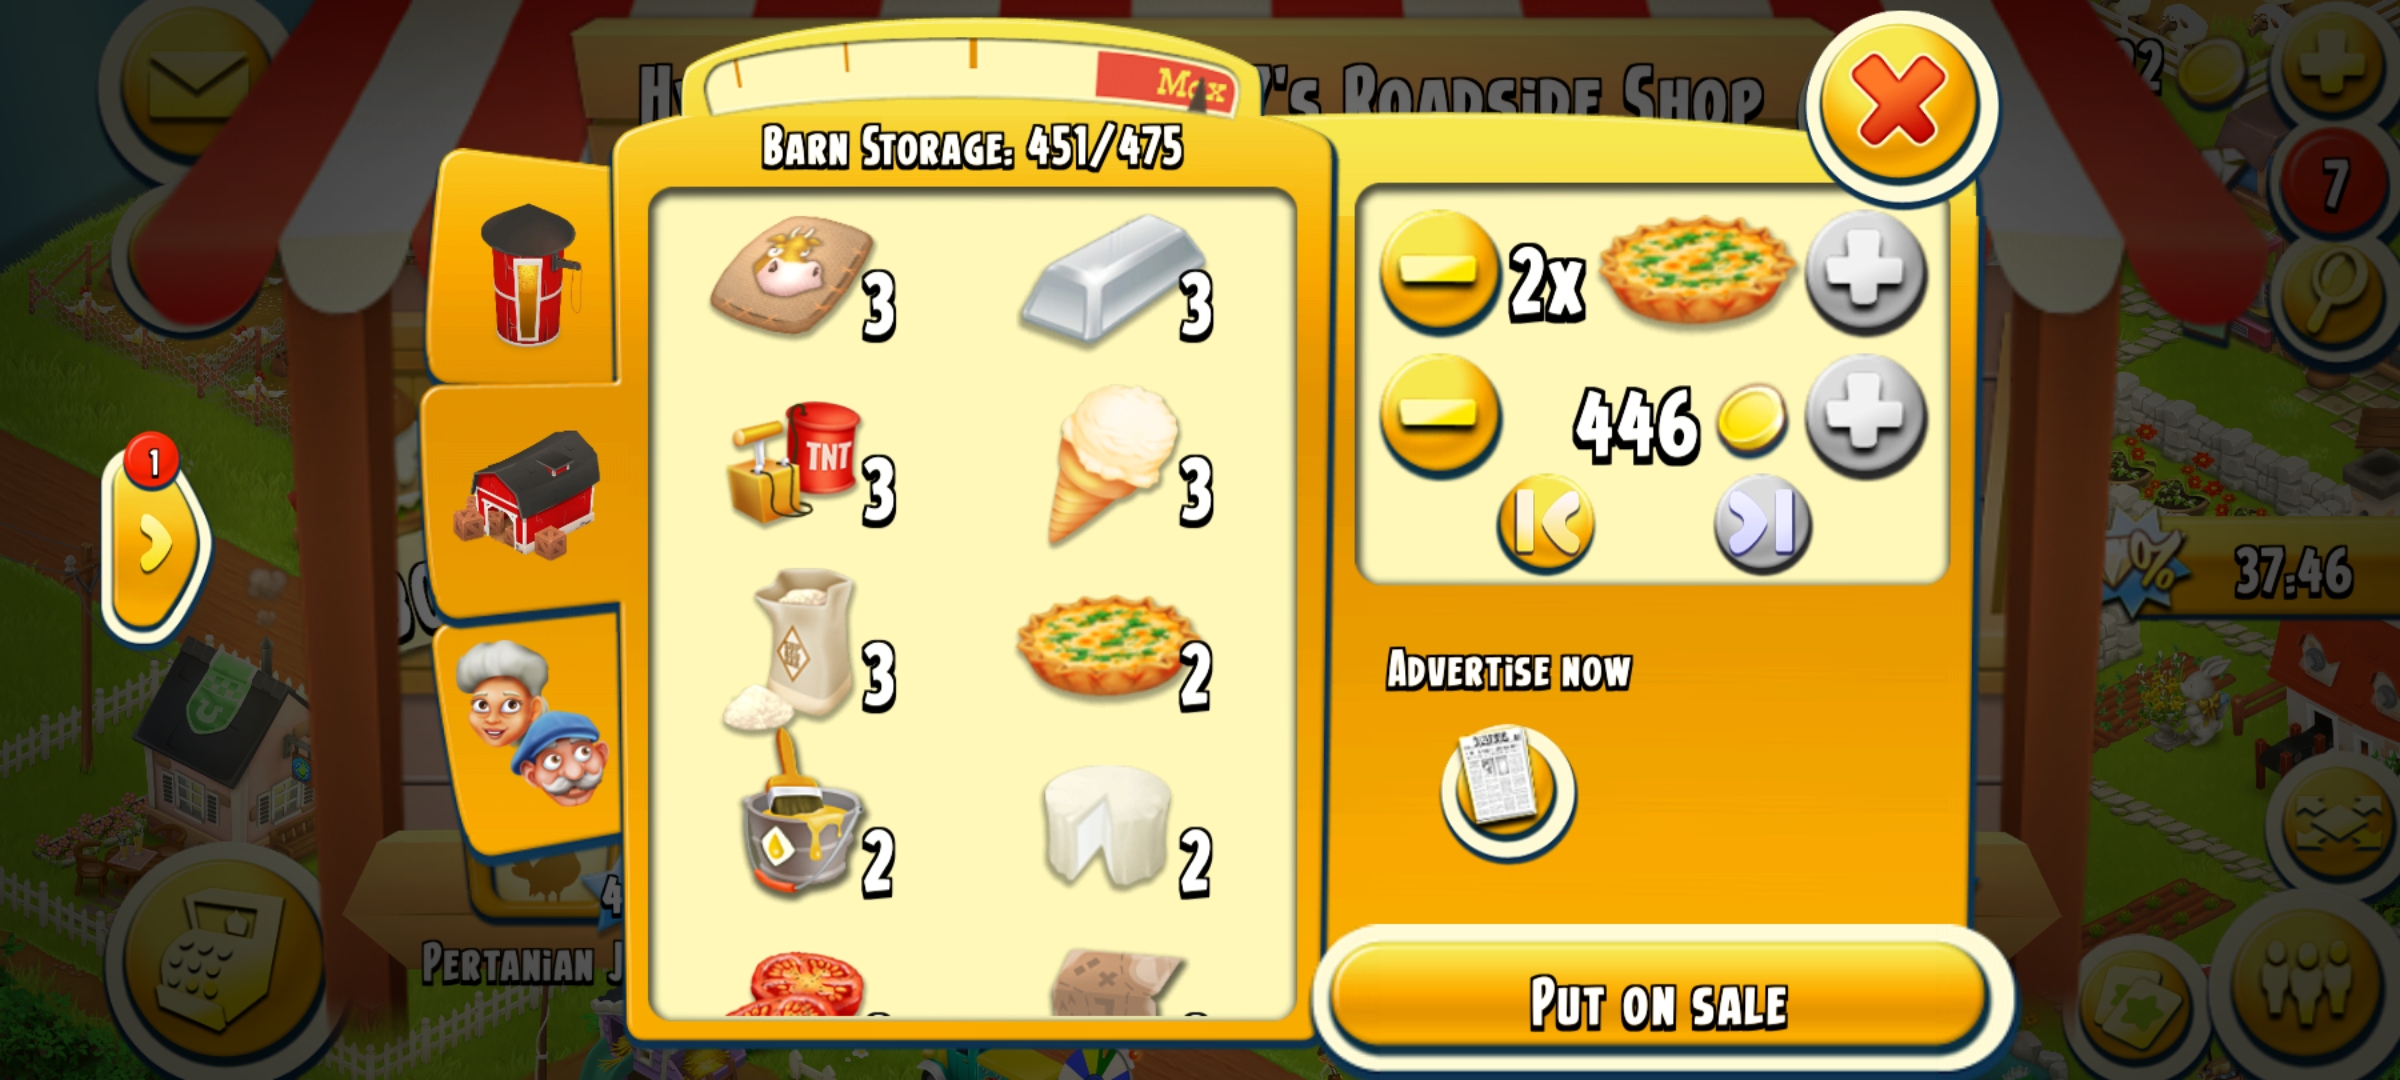 's Roadside Shop
Max
Barn Storage: 451/475
7
3
3
2x
446
TNT
3
3
1
37:46
3
2
Advertise now
2
2
Pertanian J
Put on sale